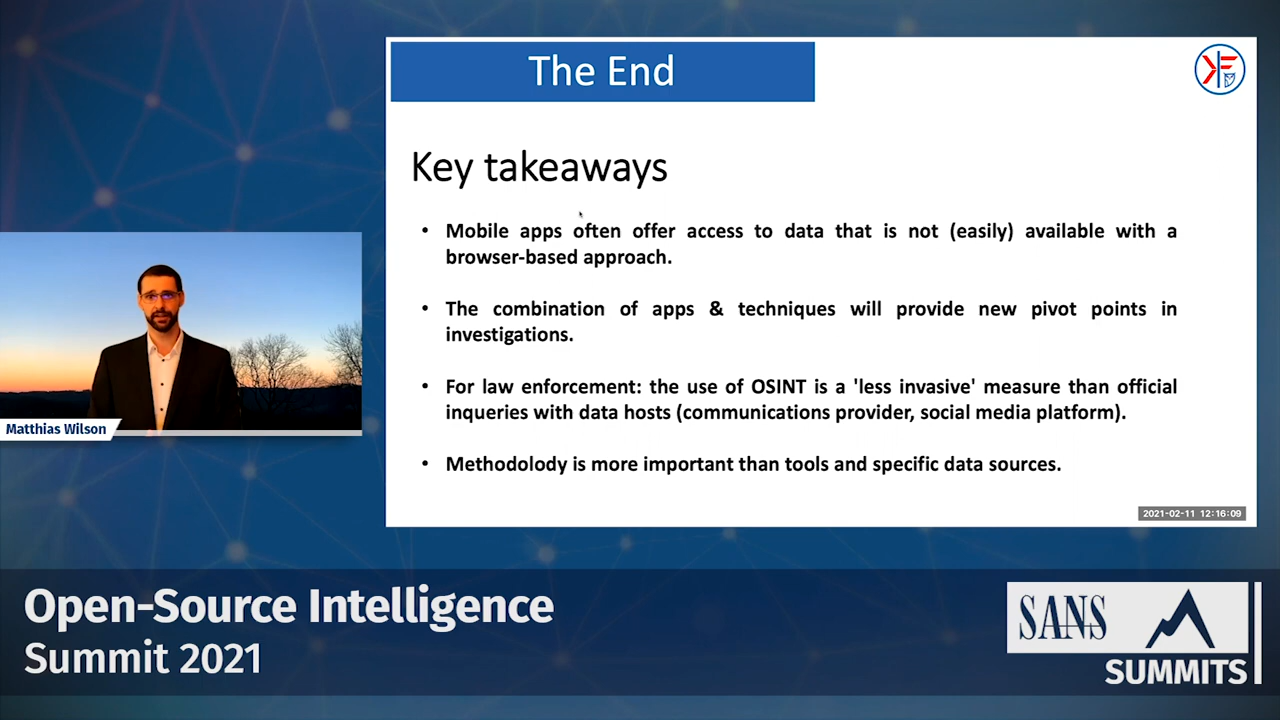 The End
Key takeaways
• Mobile apps often offer access to data that is not (easily) available with a
browser-based approach.
• The combination of apps & techniques will provide new pivot points in
investigations.
• For law enforcement: the use of OSINT is a 'less invasive' measure than official
inqueries with data hosts (communications provider, social media platform).
• Methodolody is more important than tools and specific data sources.
2021-02-11 12:16:09
Matthias Wilson
Open-Source Intelligence
Summit 2021
SANS
SUMMITS